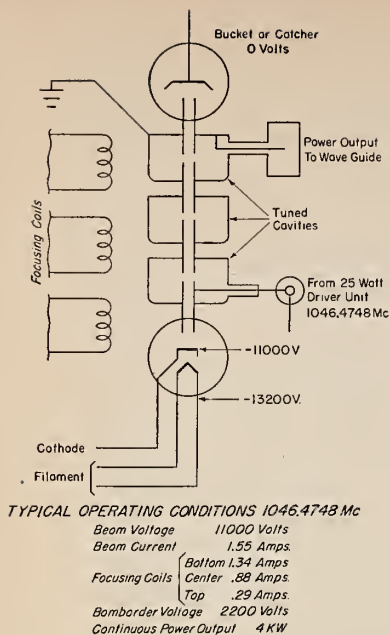 Bucket or Catcher
0 Volts
Power Output
To Wave Guide
Focusing Coils
Tuned
Cavities
From 25 Watt
Driver Unit
1046.4748 Mc
-11000V
-13200V.
Cathode
Filament
TYPICAL OPERATING CONDITIONS 1046.4748 Mc
Beam Voltage 11000 Volts
Beam Current 1.55 Amps.
Focusing Coils
Bottom 1.34 Amps
Center .88 Amps.
Top .29 Amps.
Bombarder Voltage 2200 Volts
Continuous Power Output 4 KW